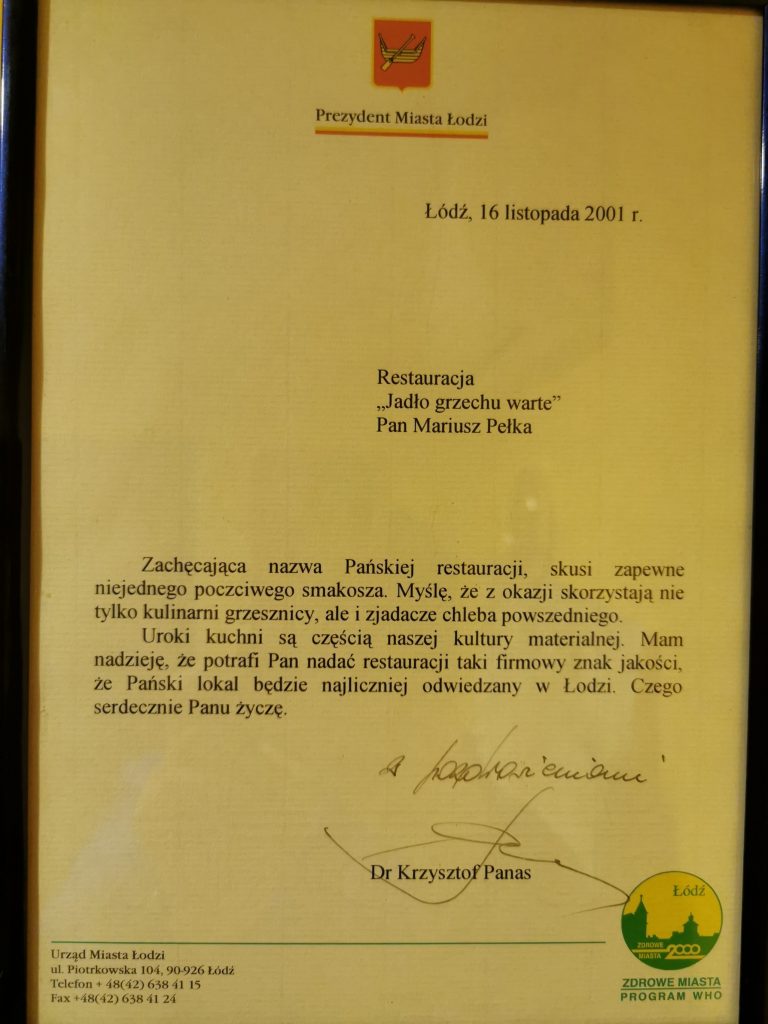 Prezydent Miasta Łodzi
Łódź, 16 listopada 2001 r.
Restauracja
„Jadło grzechu warte”
Pan Mariusz Pełka
Zachęcająca nazwa Pańskiej restauracji, skusi zapewne
niejednego poczciwego smakosza. Myślę, że z okazji skorzystają nie
tylko kulinarni grzesznicy, ale i zjadacze chleba powszedniego.
Uroki kuchni są częścią naszej kultury materialnej. Mam
nadzieję, że potrafi Pan nadać restauracji taki firmowy znak jakości,
że Pański lokal będzie najliczniej odwiedzany w Łodzi. Czego
serdecznie Panu życzę.
z pozdrowieniami
Dr Krzysztof Panas
Łódź
ZDROWE
MIASTA 2000
ZDROWE MIASTA
PROGRAM WHO
Urząd Miasta Łodzi
ul. Piotrkowska 104, 90-926 Łódź
Telefon + 48(42) 638 41 15
Fax +48(42) 638 41 24